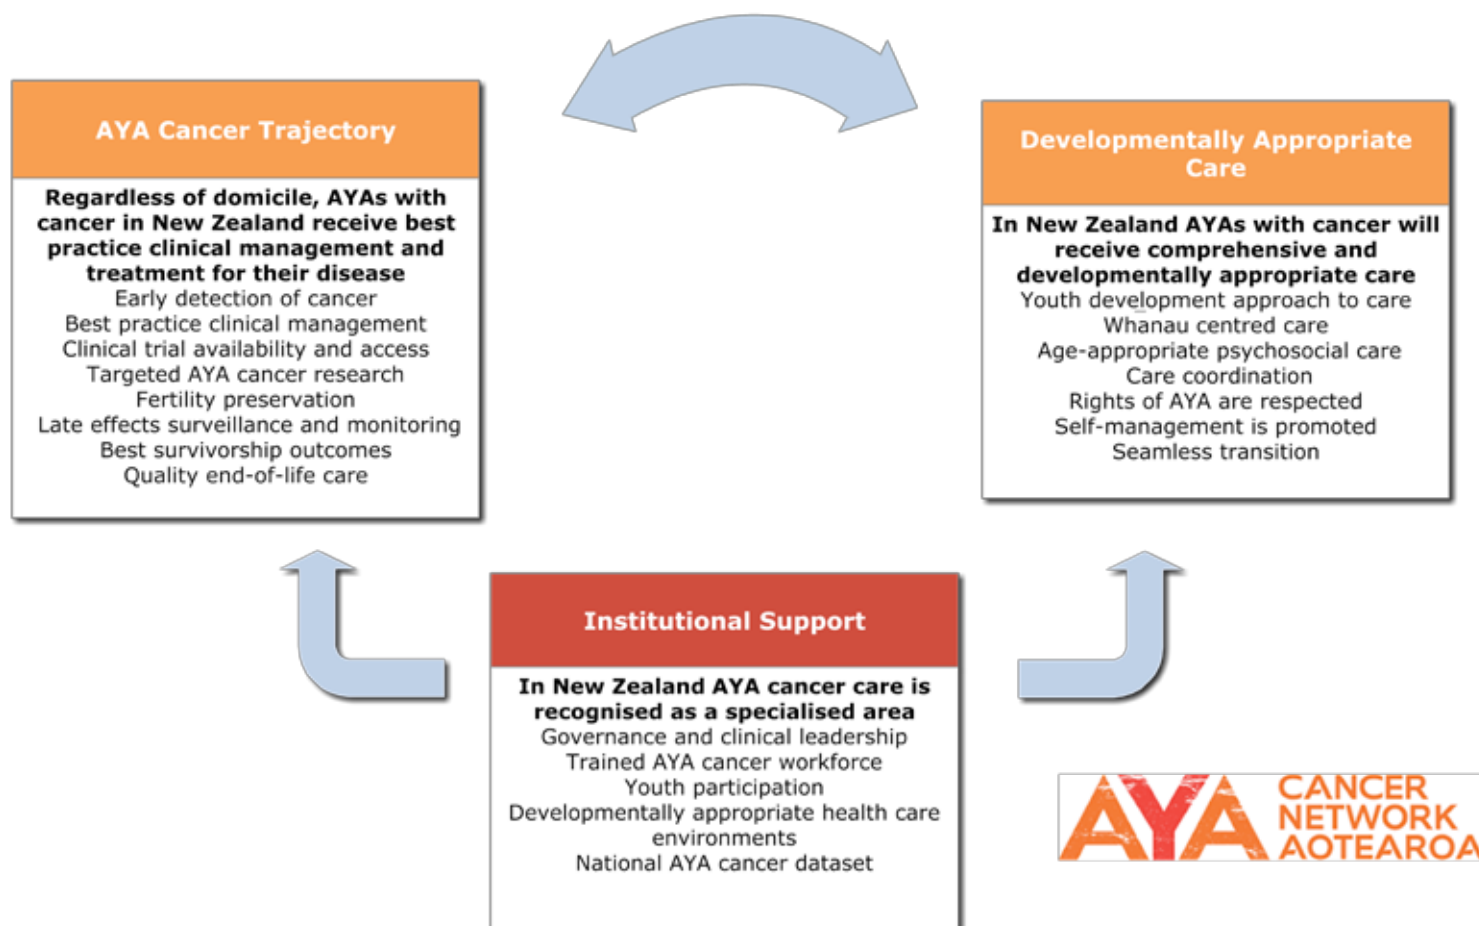 AYA Cancer Trajectory
Regardless of domicile, AYAs with
cancer in New Zealand receive best
practice clinical management and
treatment for their disease
Early detection of cancer
Best practice clinical management
Clinical trial availability and access
Targeted AYA cancer research
Fertility preservation
Late effects surveillance and monitoring
Best survivorship outcomes
Quality end-of-life care
Developmentally Appropriate
Care
In New Zealand AYAs with cancer will
receive comprehensive and
developmentally appropriate care
Youth development approach to care
Whanau centred care
Age-appropriate psychosocial care
Care coordination
Rights of AYA are respected
Self-management is promoted
Seamless transition
Institutional Support
In New Zealand AYA cancer care is
recognised as a specialised area
Governance and clinical leadership
Trained AYA cancer workforce
Youth participation
Developmentally appropriate health care
environments
National AYA cancer dataset
AYA
CANCER
NETWORK
AOTEAROA